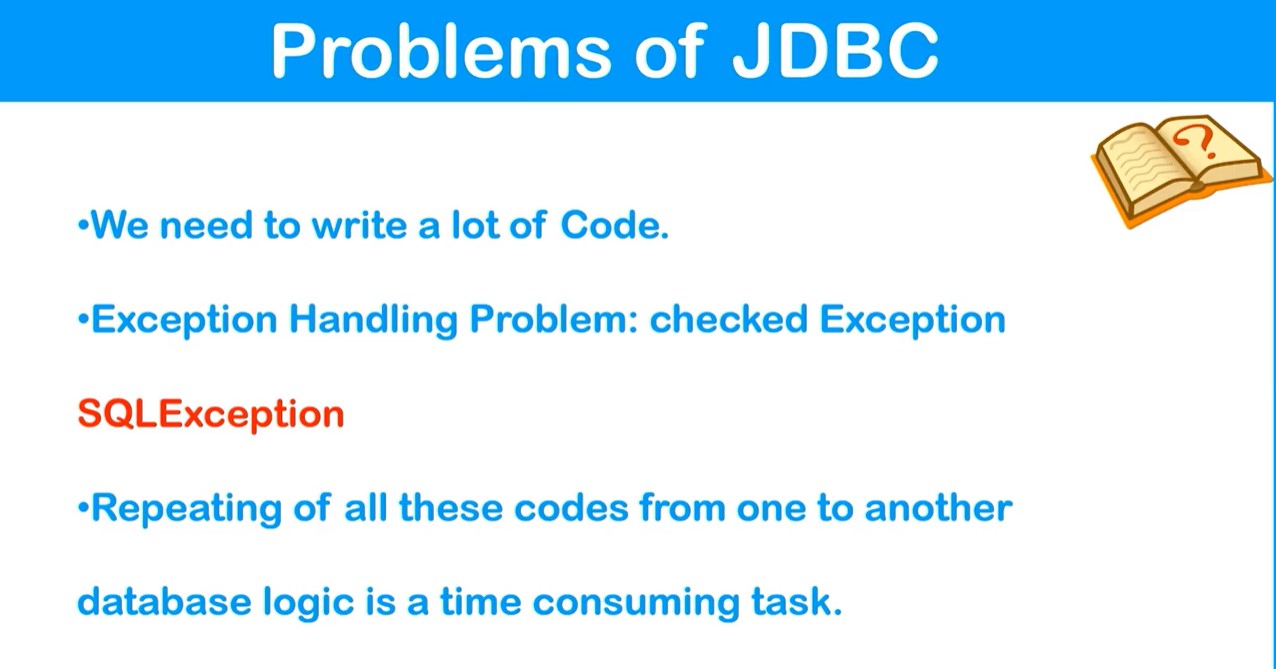 Problems of JDBC
?
•We need to write a lot of Code.
•Exception Handling Problem: checked Exception
SQLException
•Repeating of all these codes from one to another
database logic is a time consuming task.